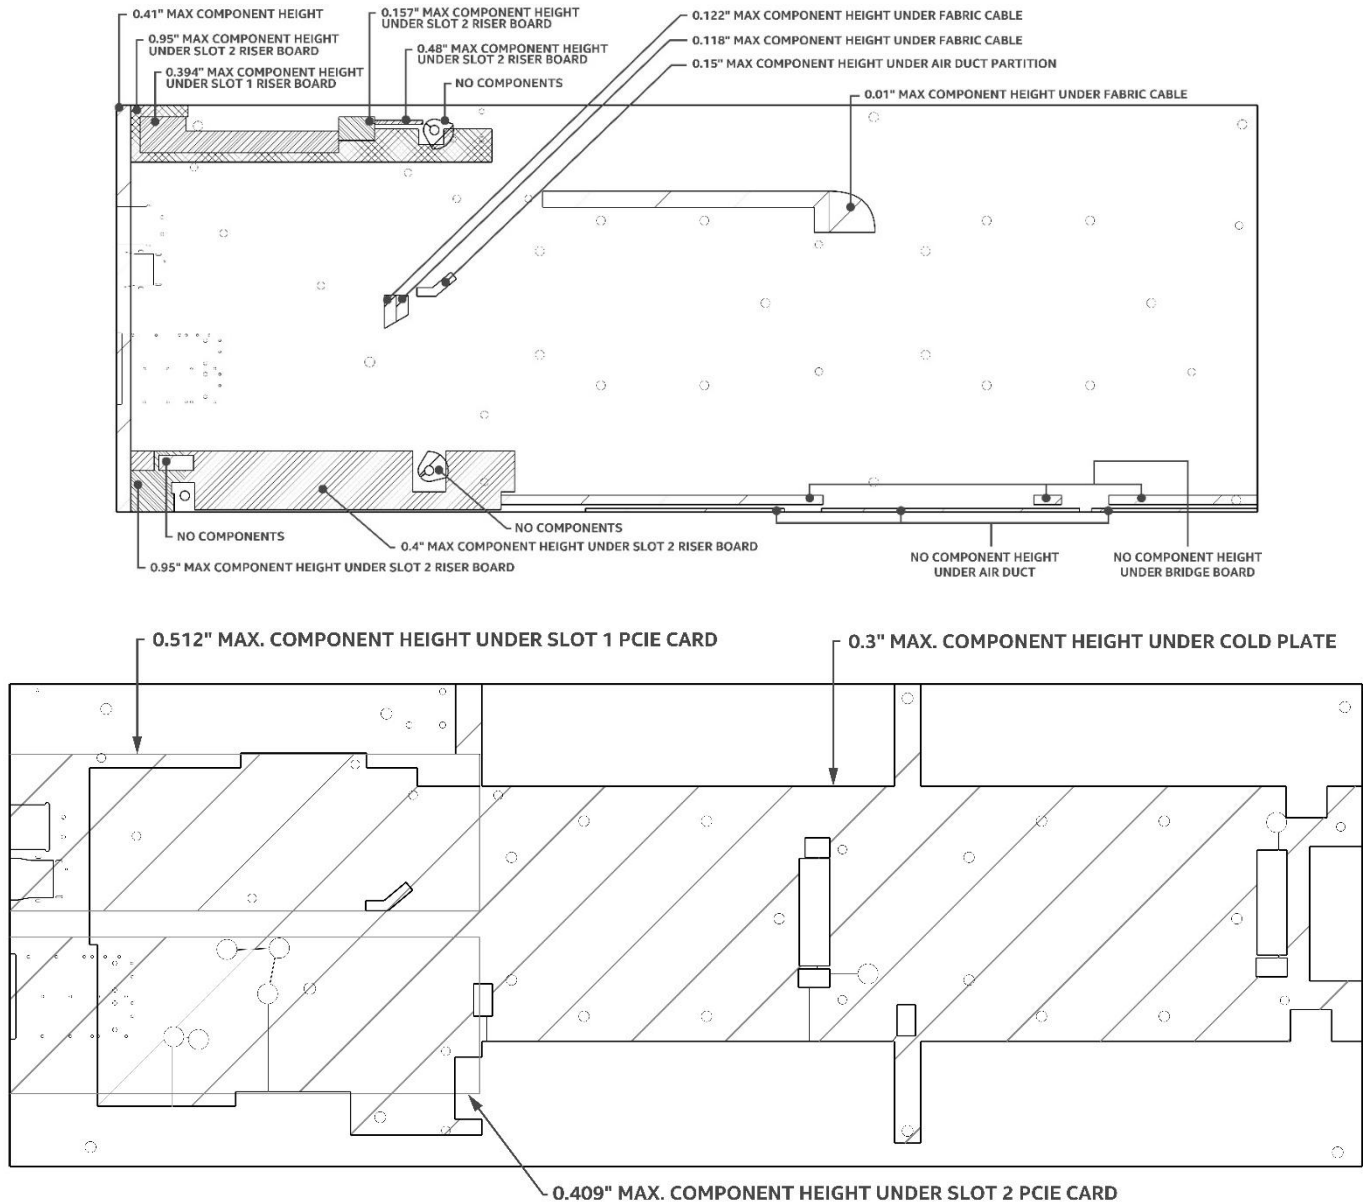 0.41" MAX COMPONENT HEIGHT
0.95" MAX COMPONENT HEIGHT
UNDER SLOT 2 RISER BOARD
0.394" MAX COMPONENT HEIGHT
UNDER SLOT 1 RISER BOARD
0.157" MAX COMPONENT HEIGHT
UNDER SLOT 2 RISER BOARD
0.48" MAX COMPONENT HEIGHT
UNDER SLOT 2 RISER BOARD
NO COMPONENTS
0.122" MAX COMPONENT HEIGHT UNDER FABRIC CABLE
0.118" MAX COMPONENT HEIGHT UNDER FABRIC CABLE
0.15" MAX COMPONENT HEIGHT UNDER AIR DUCT PARTITION
0.01" MAX COMPONENT HEIGHT UNDER FABRIC CABLE
NO COMPONENTS
NO COMPONENTS
0.4" MAX COMPONENT HEIGHT UNDER SLOT 2 RISER BOARD
0.95" MAX COMPONENT HEIGHT UNDER SLOT 2 RISER BOARD
NO COMPONENT HEIGHT
UNDER AIR DUCT
NO COMPONENT HEIGHT
UNDER BRIDGE BOARD
0.512" MAX. COMPONENT HEIGHT UNDER SLOT 1 PCIE CARD
0.3" MAX. COMPONENT HEIGHT UNDER COLD PLATE
0.409" MAX. COMPONENT HEIGHT UNDER SLOT 2 PCIE CARD